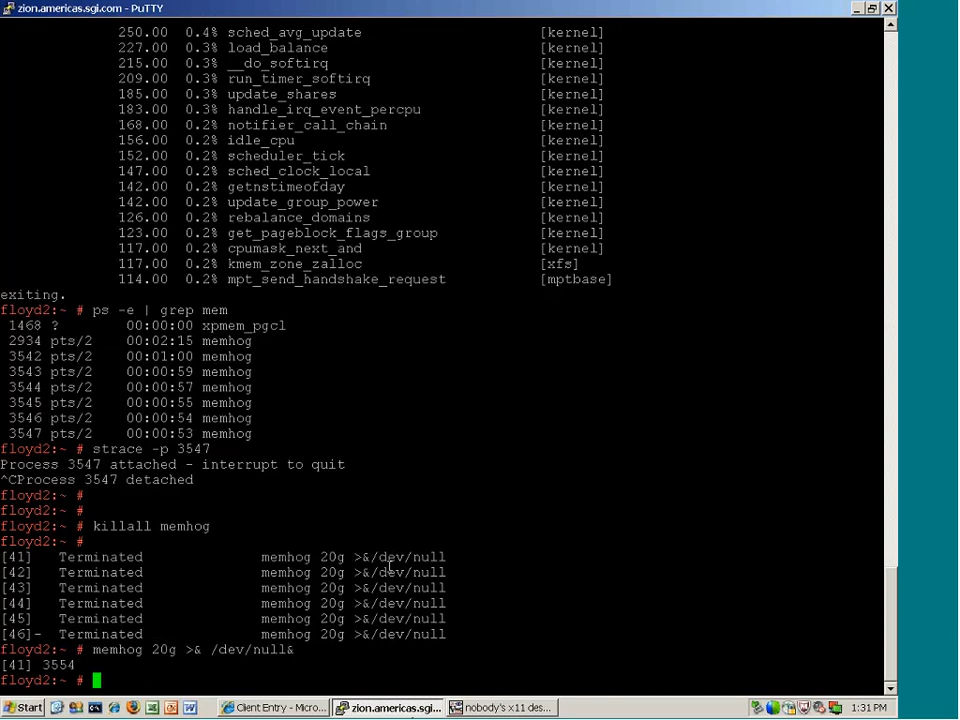 zion.americas.sgi.com - PuTTY
250.00 0.4% sched_avg_update [kernel]
227.00 0.3% load_balance [kernel]
215.00 0.3% __do_softirq [kernel]
209.00 0.3% run_timer_softirq [kernel]
185.00 0.3% update_shares [kernel]
183.00 0.3% handle_irq_event_percpu [kernel]
168.00 0.2% notifier_call_chain [kernel]
156.00 0.2% idle_cpu [kernel]
152.00 0.2% scheduler_tick [kernel]
147.00 0.2% sched_clock_local [kernel]
142.00 0.2% getnstimeofday [kernel]
142.00 0.2% update_group_power [kernel]
126.00 0.2% rebalance_domains [kernel]
123.00 0.2% get_pageblock_flags_group [kernel]
117.00 0.2% cpumask_next_and [kernel]
117.00 0.2% kmem_zone_zalloc [xfs]
114.00 0.2% mpt_send_handshake_request [mptbase]
exiting.
floyd2:~ # ps -e | grep mem
1468 ? 00:00:00 xpmem_pgcl
2934 pts/2 00:02:15 memhog
3542 pts/2 00:01:00 memhog
3543 pts/2 00:00:59 memhog
3544 pts/2 00:00:57 memhog
3545 pts/2 00:00:55 memhog
3546 pts/2 00:00:54 memhog
3547 pts/2 00:00:53 memhog
floyd2:~ # strace -p 3547
Process 3547 attached - interrupt to quit
^CProcess 3547 detached
floyd2:~ #
floyd2:~ #
floyd2:~ # killall memhog
floyd2:~ #
[41] Terminated memhog 20g >&/dev/null
[42] Terminated memhog 20g >&/dev/null
[43] Terminated memhog 20g >&/dev/null
[44] Terminated memhog 20g >&/dev/null
[45] Terminated memhog 20g >&/dev/null
[46]- Terminated memhog 20g >&/dev/null
floyd2:~ # memhog 20g >& /dev/null&
[41] 3554
floyd2:~ #
Start Client Entry - Micro... zion.americas.sgi.... nobody's x11 des... 1:31 PM